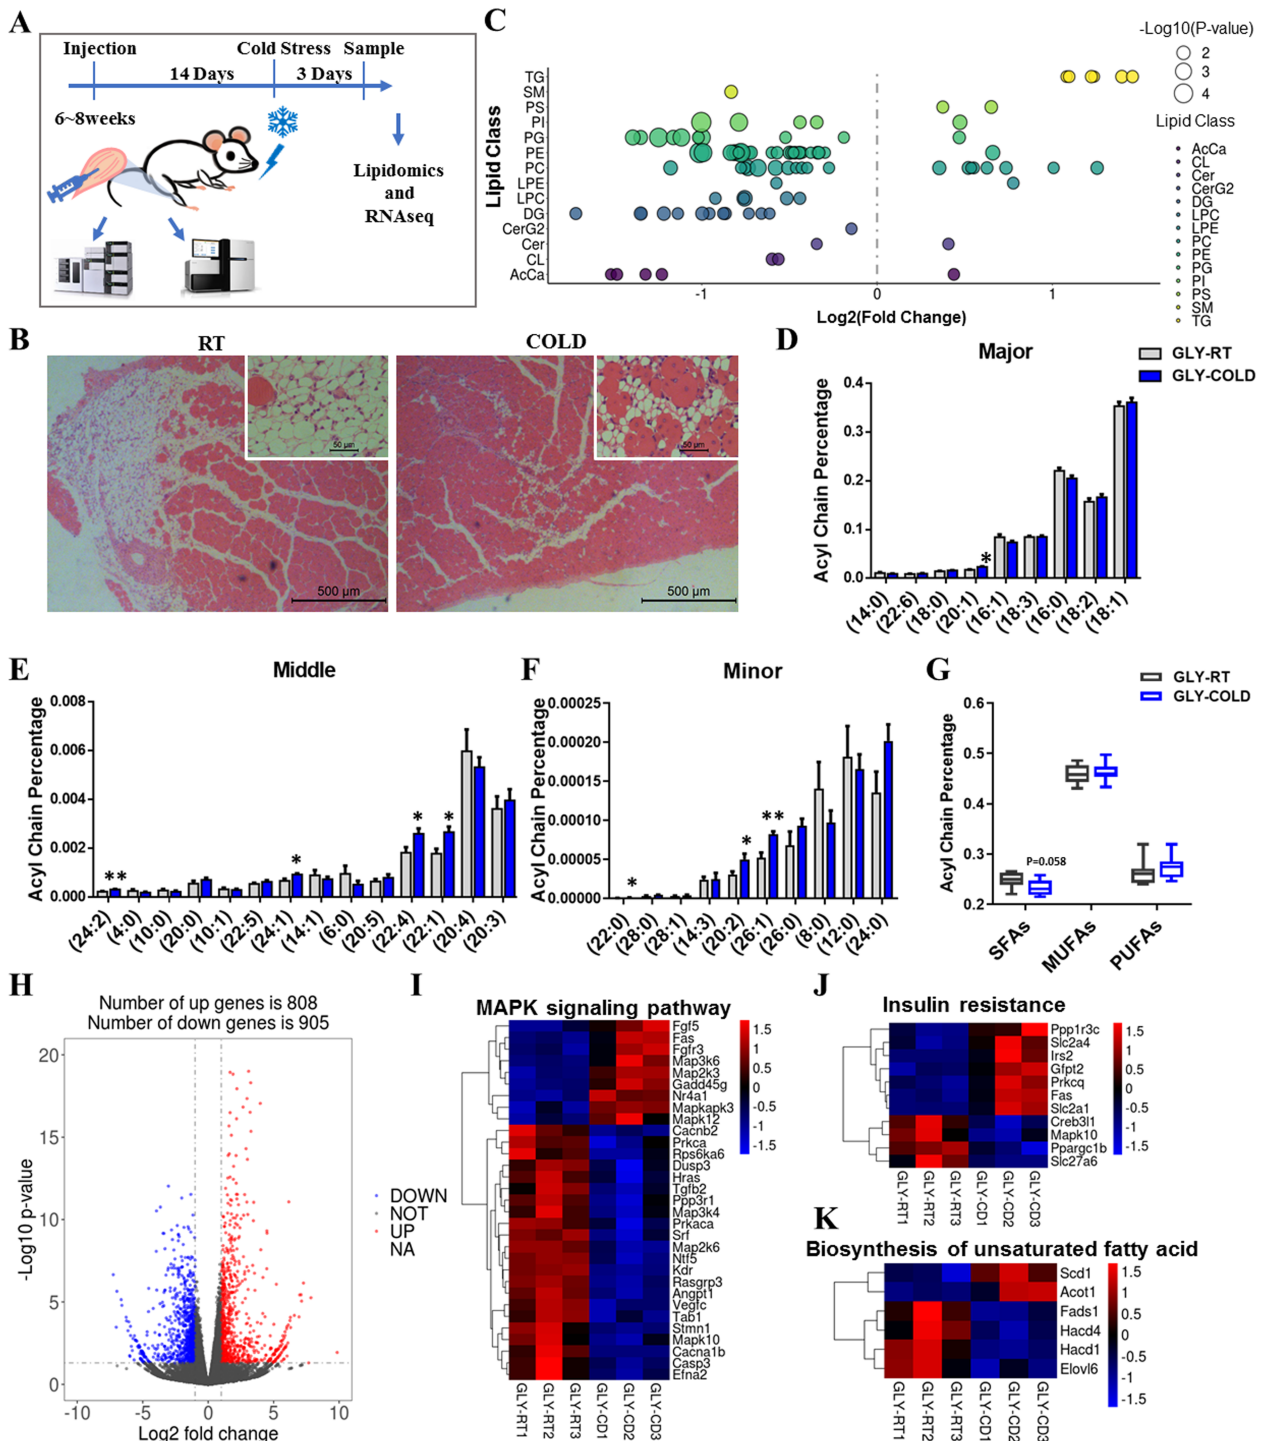 A
Injection
Cold Stress
Sample
14 Days
3 Days
6~8weeks
Lipidomics
and
RNAseq
B
RT
COLD
50 μm
50 μm
500 μm
500 μm
C
Lipid Class
TG
SM
PS
PI
PG
PE
PC
LPE
LPC
DG
CerG2
Cer
CL
AcCa
-1
0
1
Log2(Fold Change)
-Log10(P-value)
2
3
4
Lipid Class
AcCa
CL
Cer
CerG2
DG
LPC
LPE
PC
PE
PG
PI
PS
SM
TG
D
Major
GLY-RT
GLY-COLD
Acyl Chain Percentage
0.4
0.3
0.2
0.1
0.0
*
(14:0)
(22:6)
(18:0)
(20:1)
(16:1)
(18:3)
(16:0)
(18:2)
(18:1)
E
Middle
Acyl Chain Percentage
0.008
0.006
0.004
0.002
0.000
**
*
*
*
(24:2)
(4:0)
(10:0)
(20:0)
(10:1)
(22:5)
(24:1)
(14:1)
(6:0)
(20:5)
(22:4)
(22:1)
(20:4)
(20:3)
F
Minor
Acyl Chain Percentage
0.00025
0.00020
0.00015
0.00010
0.00005
0.00000
*
*
**
(22:0)
(28:0)
(28:1)
(14:3)
(20:2)
(26:1)
(26:0)
(8:0)
(12:0)
(24:0)
G
GLY-RT
GLY-COLD
Acyl Chain Percentage
0.6
0.5
0.4
0.3
0.2
P=0.058
SFAs
MUFAs
PUFAs
H
Number of up genes is 808
Number of down genes is 905
-Log10 p-value
20
15
10
5
0
-10
-5
0
5
10
Log2 fold change
DOWN
NOT
UP
NA
I
MAPK signaling pathway
Fgf5
Fas
Fgfr3
Map3k6
Map2k3
Gadd45g
Nr4a1
Mapkapk3
Mapk12
Cacnb2
Prkca
Rps6ka6
Dusp3
Hras
Tgfb2
Ppp3r1
Map3k4
Prkaca
Srf
Map2k6
Ntf5
Kdr
Rasgrp3
Angpt1
Vegfc
Tab1
Stmn1
Mapk10
Cacna1b
Casp3
Efna2
1.5
1
0.5
0
-0.5
-1
-1.5
GLY-RT1
GLY-RT2
GLY-RT3
GLY-CD1
GLY-CD2
GLY-CD3
J
Insulin resistance
Ppp1r3c
Slc2a4
Irs2
Gfpt2
Prkcq
Fas
Slc2a1
Creb3l1
Mapk10
Ppargc1b
Slc27a6
1.5
1
0.5
0
-0.5
-1
-1.5
GLY-RT1
GLY-RT2
GLY-RT3
GLY-CD1
GLY-CD2
GLY-CD3
K
Biosynthesis of unsaturated fatty acid
Scd1
Acot1
Fads1
Hacd4
Hacd1
Elovl6
1.5
1
0.5
0
-0.5
-1
-1.5
GLY-RT1
GLY-RT2
GLY-RT3
GLY-CD1
GLY-CD2
GLY-CD3